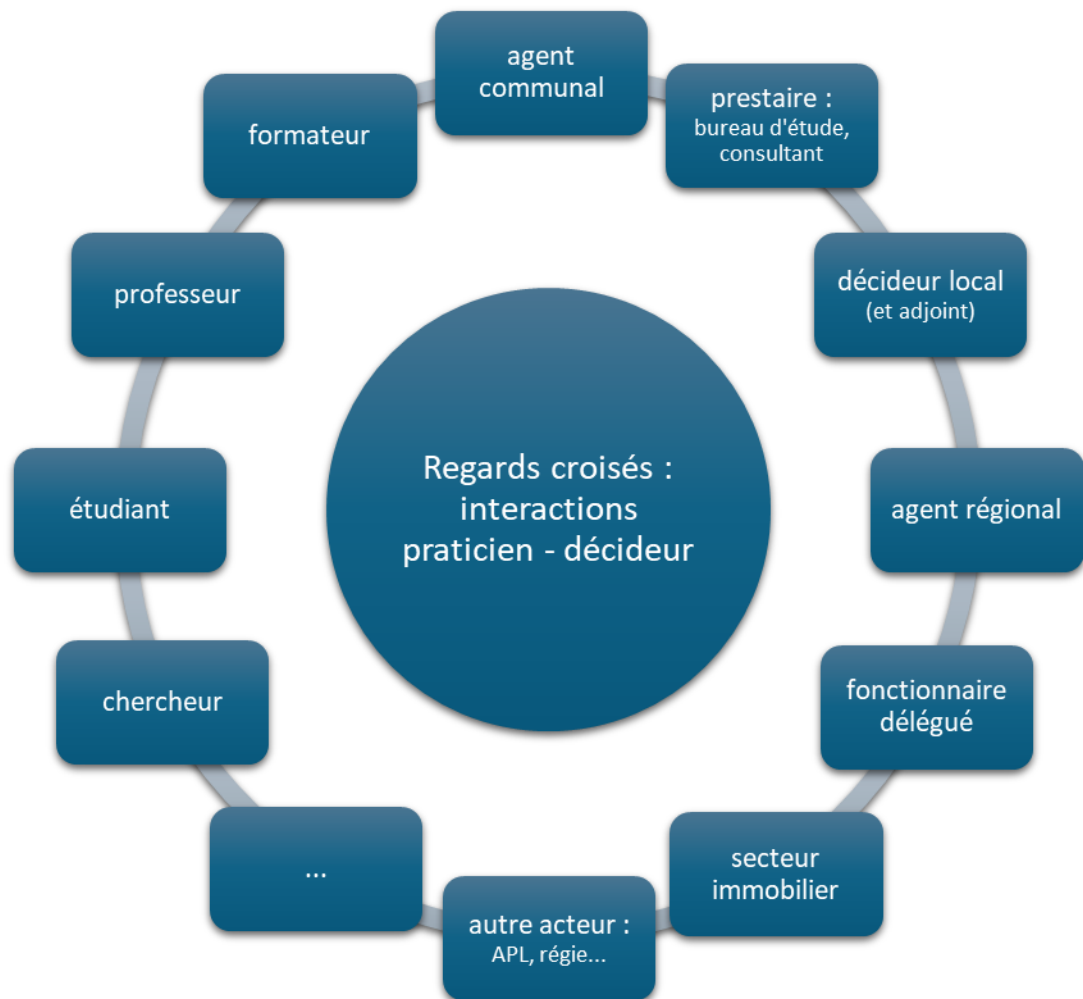 agent
communal
prestaire :
bureau d'étude,
consultant
décideur local
(et adjoint)
agent régional
fonctionnaire
délégué
secteur
immobilier
autre acteur :
APL, régie...
...
chercheur
étudiant
professeur
formateur
Regards croisés :
interactions
praticien - décideur